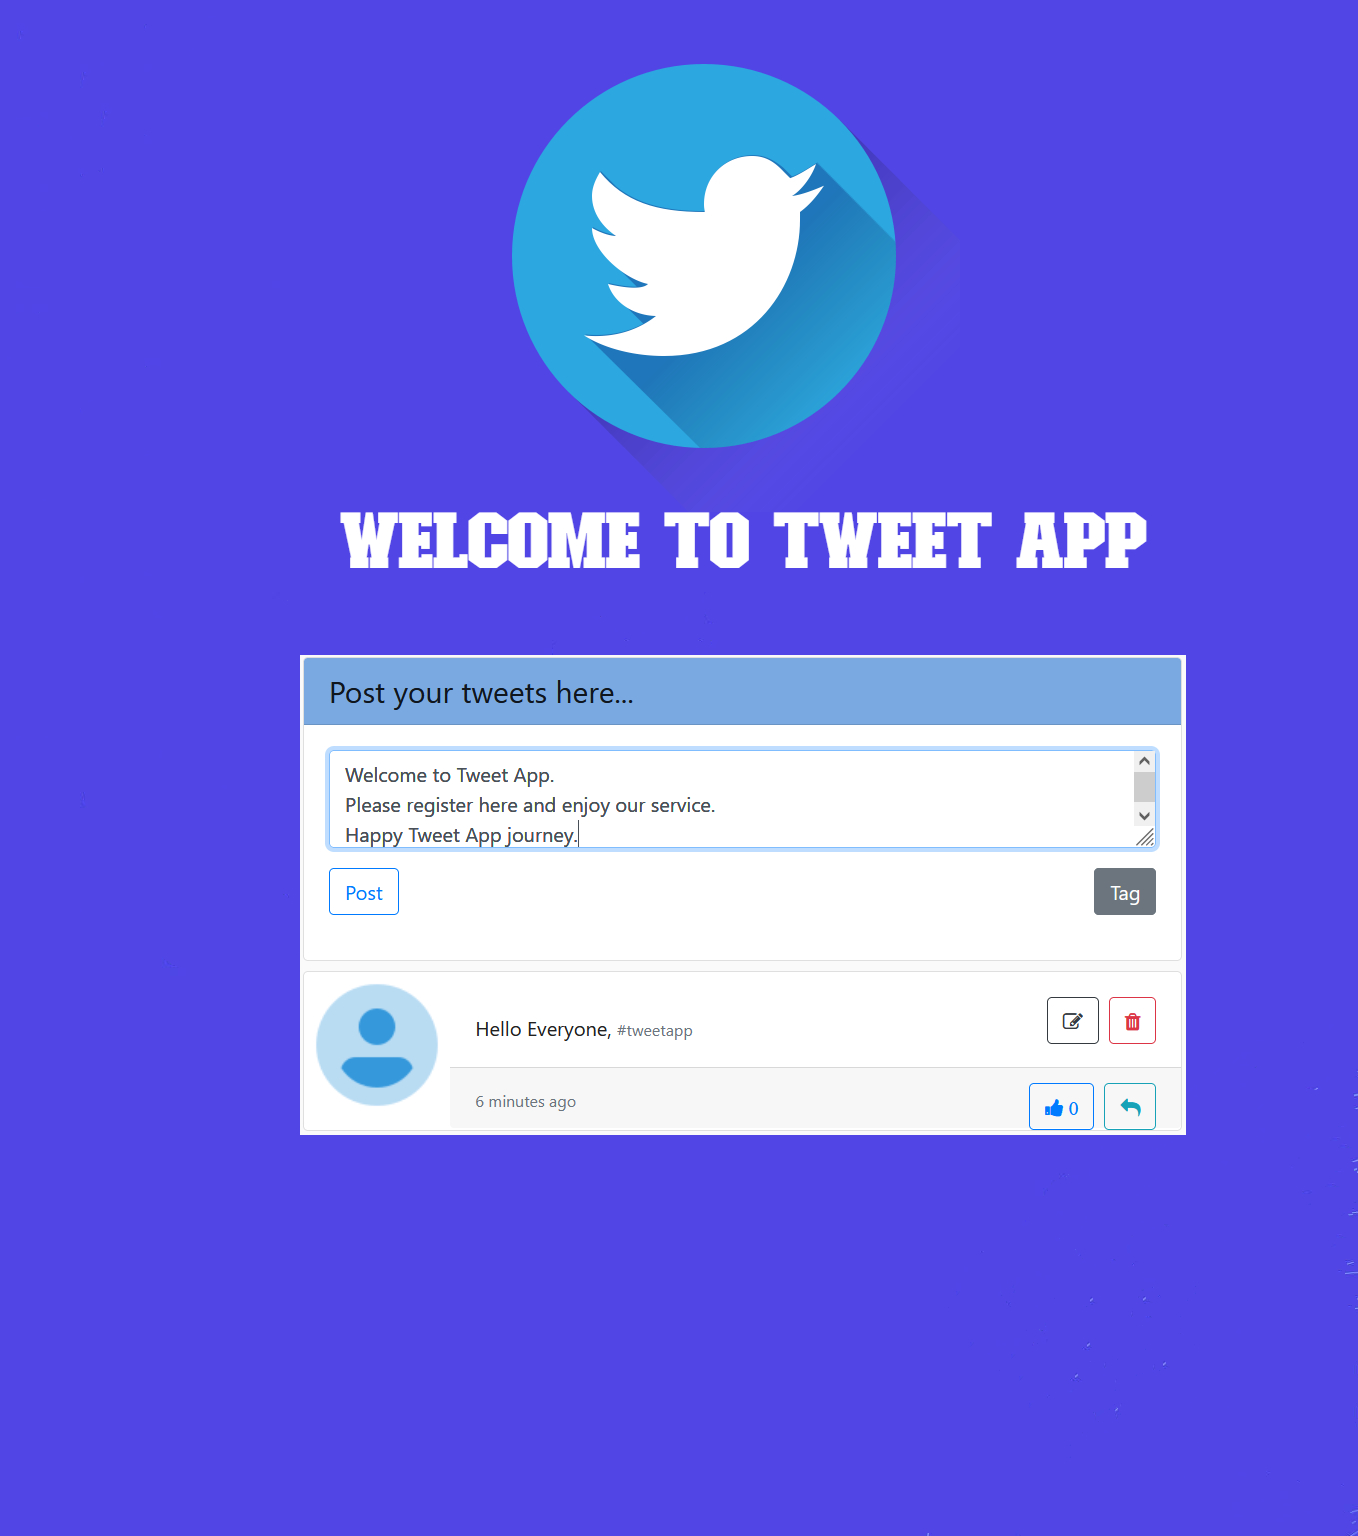 WELCOME TO TWEET APP
Post your tweets here...
Welcome to Tweet App.
Please register here and enjoy our service.
Happy Tweet App journey.
Post
Tag
Hello Everyone, #tweetapp
6 minutes ago
0